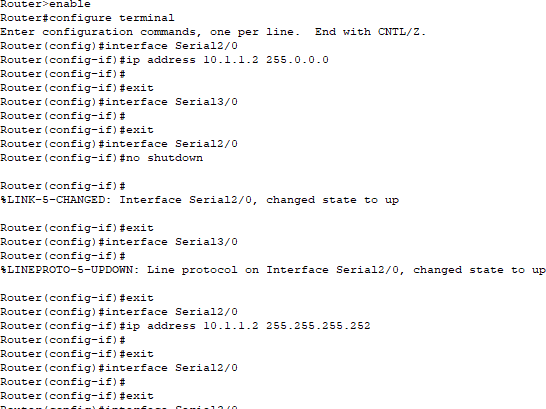 Router>enable
Router#configure terminal
Enter configuration commands, one per line.  End with CNTL/Z.
Router(config)#interface Serial2/0
Router(config-if)#ip address 10.1.1.2 255.0.0.0
Router(config-if)#
Router(config-if)#exit
Router(config)#interface Serial3/0
Router(config-if)#
Router(config-if)#exit
Router(config)#interface Serial2/0
Router(config-if)#no shutdown
Router(config-if)#
%LINK-5-CHANGED: Interface Serial2/0, changed state to up
Router(config-if)#exit
Router(config)#interface Serial3/0
Router(config-if)#
%LINEPROTO-5-UPDOWN: Line protocol on Interface Serial2/0, changed state to up
Router(config-if)#exit
Router(config)#interface Serial2/0
Router(config-if)#ip address 10.1.1.2 255.255.255.252
Router(config-if)#
Router(config-if)#exit
Router(config)#interface Serial2/0
Router(config-if)#
Router(config-if)#exit
Router(config)#interface Serial2/0